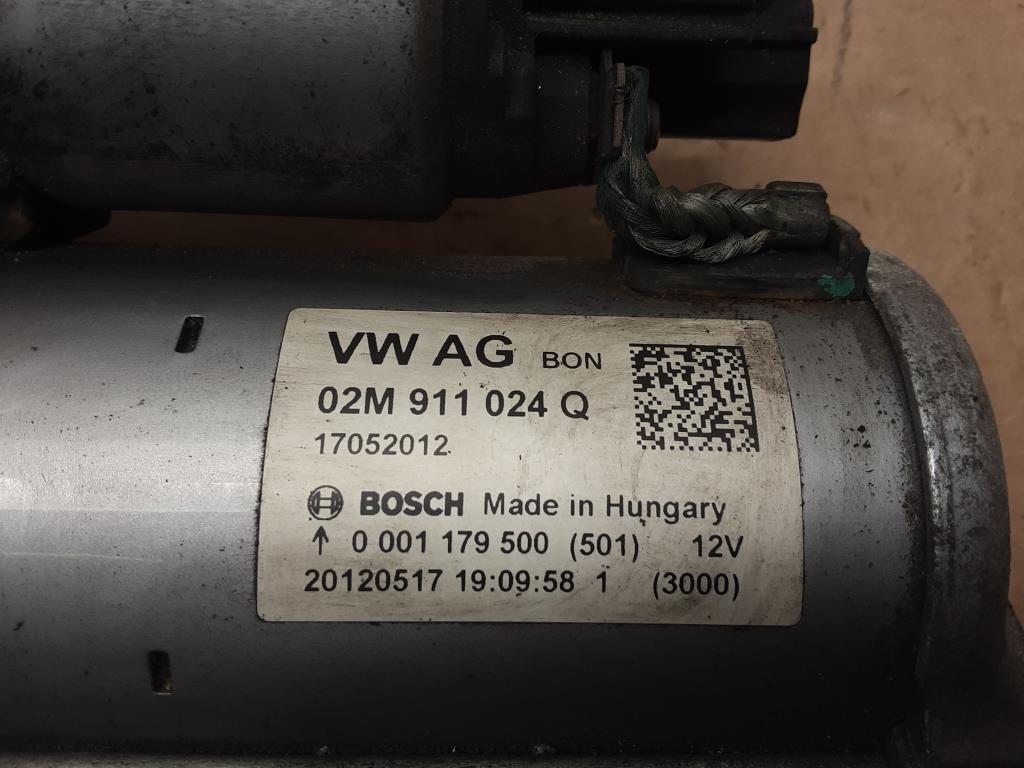 VW AG BON
02M 911 024 Q
17052012
BOSCH Made in Hungary
↑ 0 001 179 500 (501) 12V
20120517 19:09:58 1 (3000)